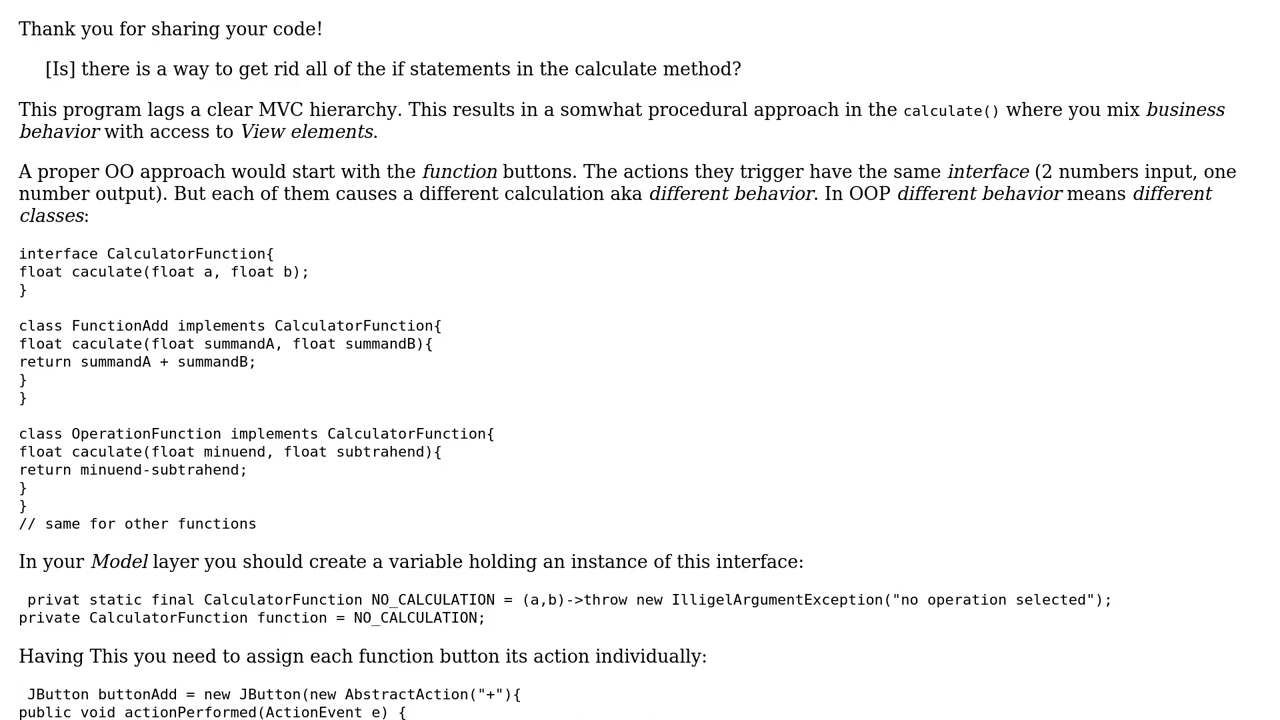 Thank you for sharing your code!
[Is] there is a way to get rid all of the if statements in the calculate method?
This program lags a clear MVC hierarchy. This results in a somwhat procedural approach in the calculate() where you mix business
behavior with access to View elements.
A proper OO approach would start with the function buttons. The actions they trigger have the same interface (2 numbers input, one
number output). But each of them causes a different calculation aka different behavior. In OOP different behavior means different
classes:
interface CalculatorFunction{
float caculate(float a, float b);
}
class FunctionAdd implements CalculatorFunction{
float caculate(float summandA, float summandB){
return summandA + summandB;
}
}
class OperationFunction implements CalculatorFunction{
float caculate(float minuend, float subtrahend){
return minuend-subtrahend;
}
}
// same for other functions
In your Model layer you should create a variable holding an instance of this interface:
privat static final CalculatorFunction NO_CALCULATION = (a,b)->throw new IlligelArgumentException("no operation selected");
private CalculatorFunction function = NO_CALCULATION;
Having This you need to assign each function button its action individually:
JButton buttonAdd = new JButton(new AbstractAction("+"){
public void actionPerformed(ActionEvent e) {